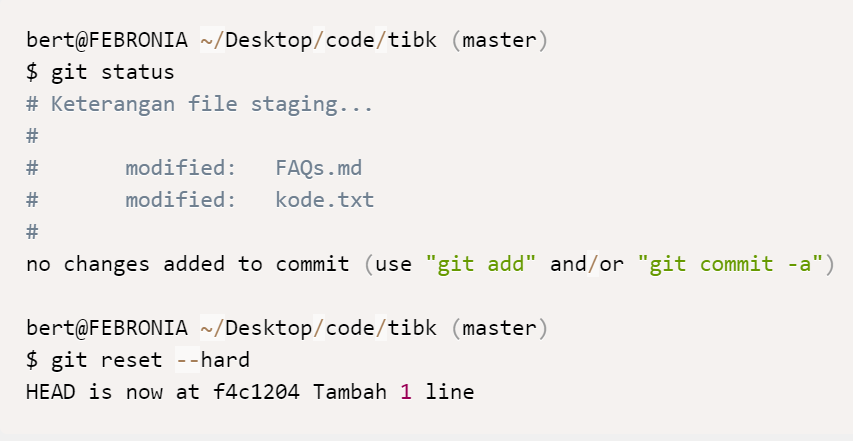 bert@FEBRONIA ~/Desktop/code/tibk (master)
$ git status
# Keterangan file staging...
#
#       modified:   FAQs.md
#       modified:   kode.txt
#
no changes added to commit (use "git add" and/or "git commit -a")

bert@FEBRONIA ~/Desktop/code/tibk (master)
$ git reset --hard
HEAD is now at f4c1204 Tambah 1 line